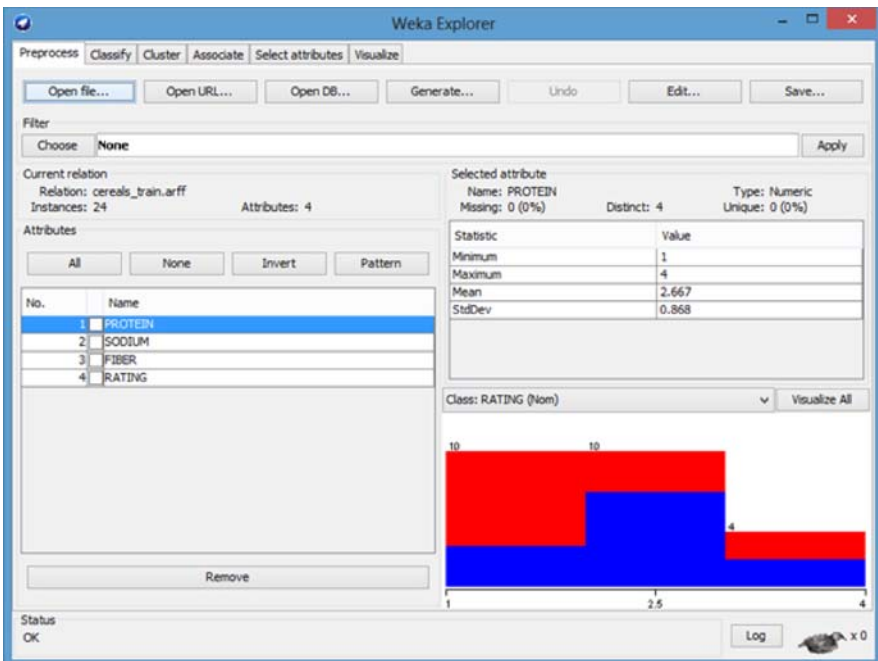 Weka Explorer
Preprocess Classify Cluster Associate Select attributes Visualize
Open file... Open URL... Open DB... Generate... Undo Edit... Save...
Filter
Choose None Apply
Current relation
Relation: cereals_train.arff
Instances: 24 Attributes: 4
Attributes
All None Invert Pattern
No. Name
1 PROTEIN
2 SODIUM
3 FIBER
4 RATING
Remove
Selected attribute
Name: PROTEIN Type: Numeric
Missing: 0 (0%) Distinct: 4 Unique: 0 (0%)
Statistic Value
Minimum 1
Maximum 4
Mean 2.667
StdDev 0.868
Class: RATING (Nom) Visualize All
10 10
4
1 2.5 4
Status
OK Log x 0